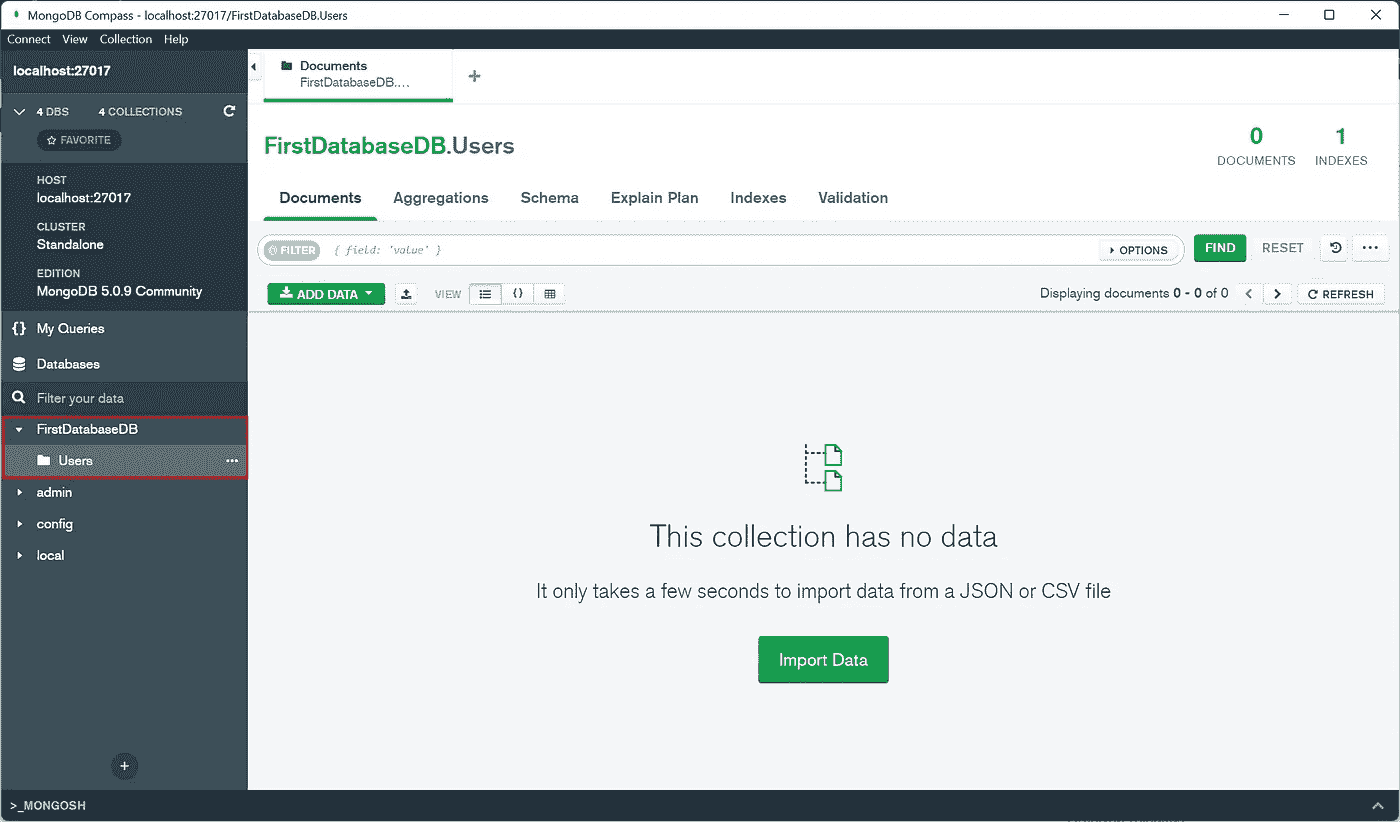 MongoDB Compass - localhost:27017/FirstDatabaseDB.Users
Connect View Collection Help
localhost:27017
4 DBS 4 COLLECTIONS
FAVORITE
HOST
localhost:27017
CLUSTER
Standalone
EDITION
MongoDB 5.0.9 Community
{} My Queries
Databases
Filter your data
FirstDatabaseDB
Users ...
admin
config
local
+
Documents
FirstDatabaseDB....
+
FirstDatabaseDB.Users
0
DOCUMENTS
1
INDEXES
Documents Aggregations Schema Explain Plan Indexes Validation
FILTER { field: 'value' } OPTIONS FIND RESET ...
ADD DATA VIEW {} Displaying documents 0 - 0 of 0 < > REFRESH
This collection has no data
It only takes a few seconds to import data from a JSON or CSV file
Import Data
>_MONGOSH